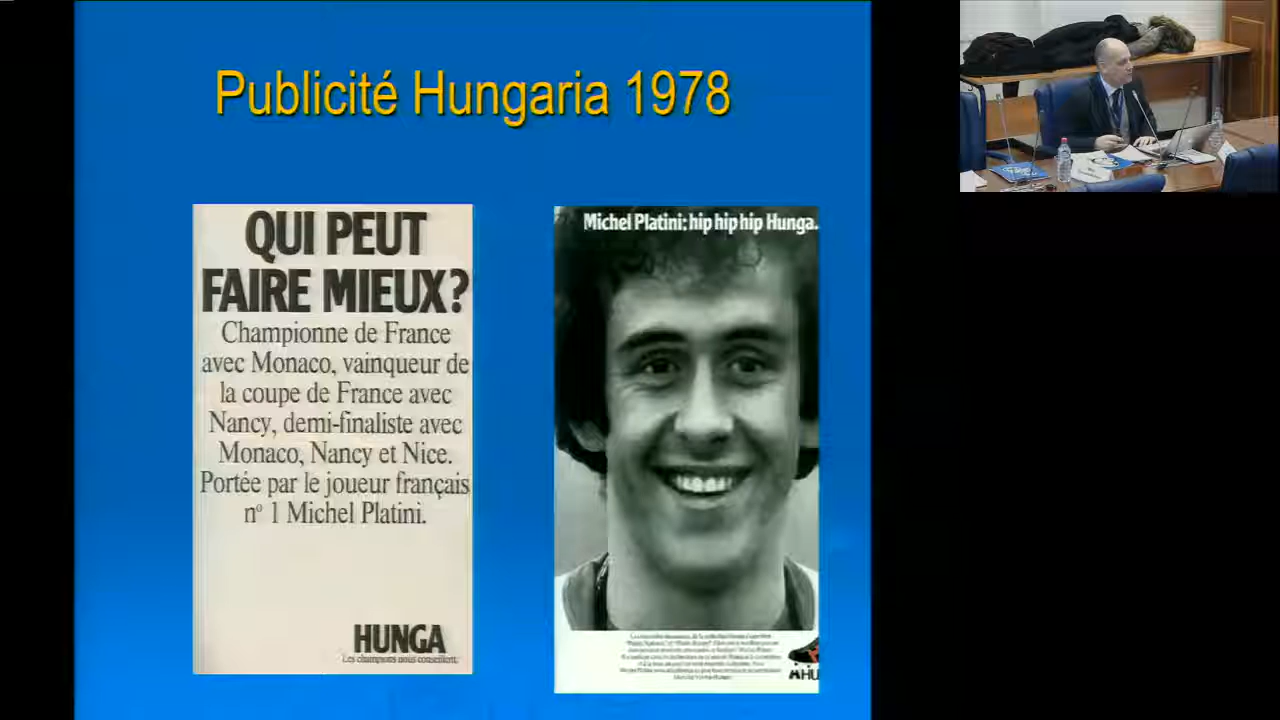 Publicité Hungaria 1978
QUI PEUT
FAIRE MIEUX?
Championne de France
avec Monaco, vainqueur de
la coupe de France avec
Nancy, demi-finaliste avec
Monaco, Nancy et Nice.
Portée par le joueur français
nº 1 Michel Platini.
HUNGA
Les champions nous conseillent.
Michel Platini: hip hip hip Hunga.